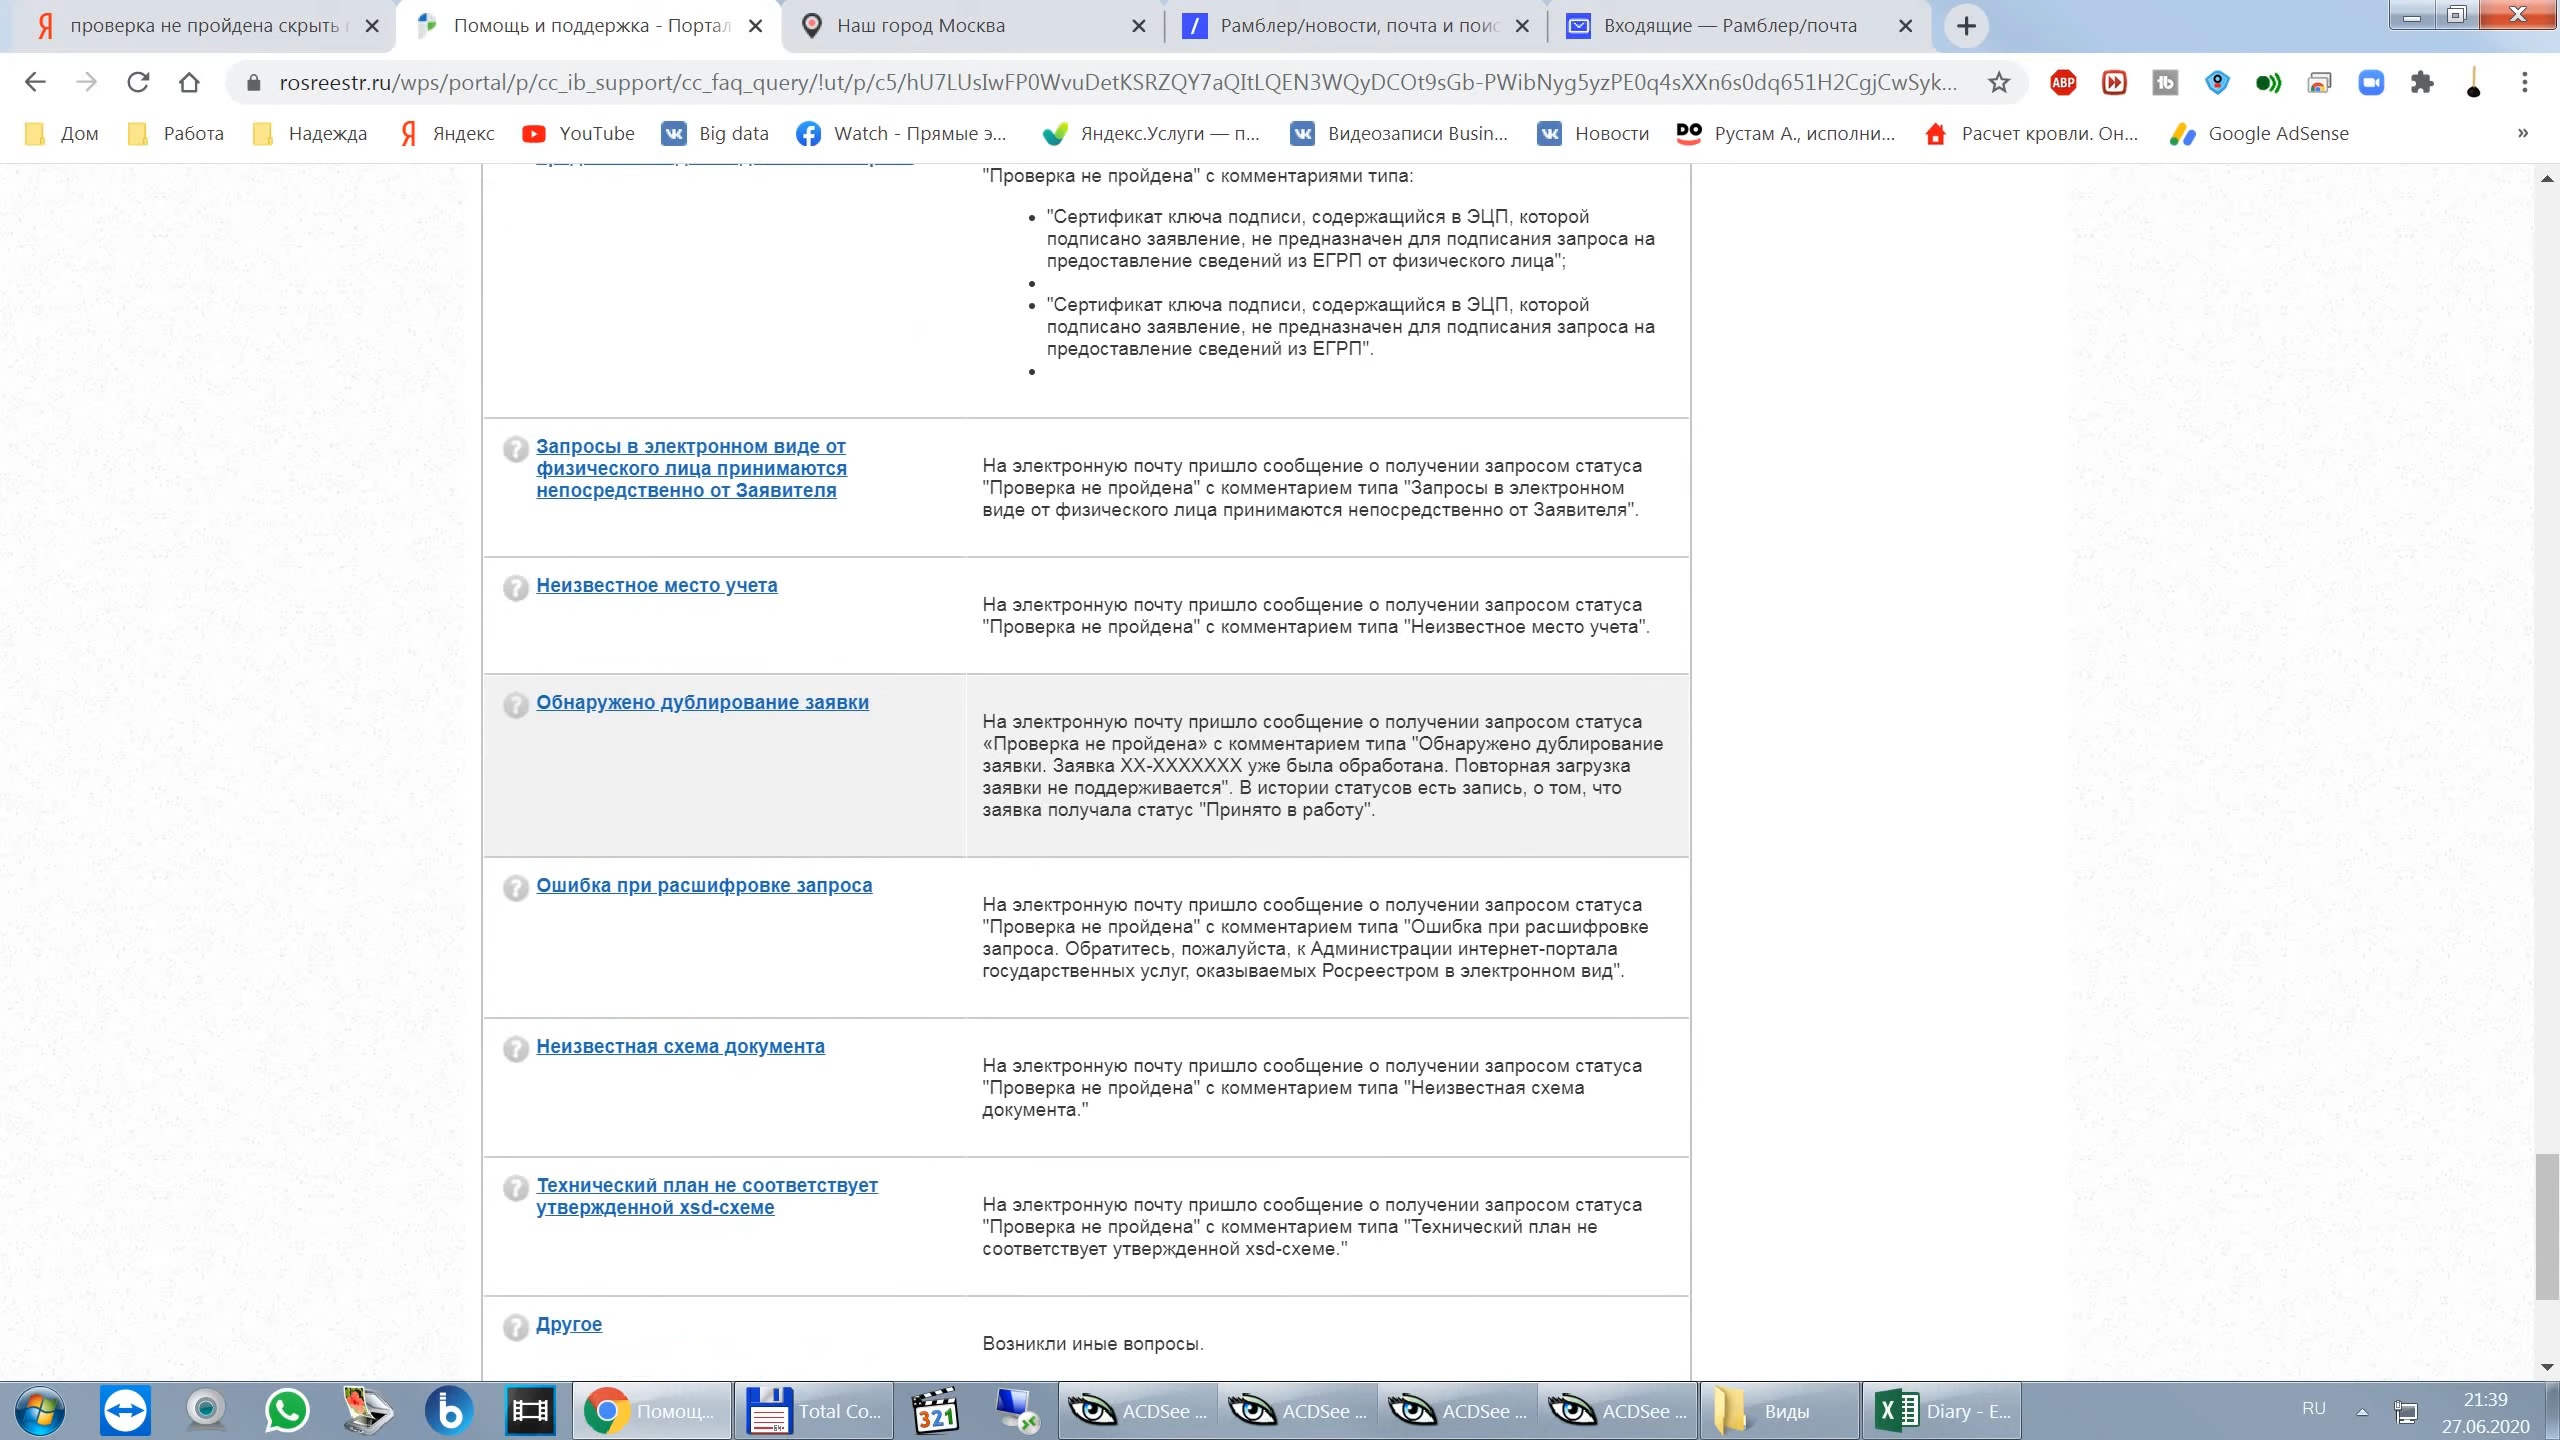 проверка не пройдена скрыть
Помощь и поддержка - Портал
Наш город Москва
Рамблер/новости, почта и поис
Входящие — Рамблер/почта
rosreestr.ru/wps/portal/p/cc_ib_support/cc_faq_query/!ut/p/c5/hU7LUsIwFP0WvuDetKSRZQY7aQItLQEN3WQyDCOt9sGb-PWibNyg5yzPE0q4sXXn6s0dq651H2CgjCwSyk...
ABP
Дом
Работа
Надежда
Яндекс
YouTube
Big data
Watch - Прямые э...
Яндекс.Услуги — п...
Видеозаписи Busin...
Новости
DO
Рустам А., исполни...
Расчет кровли. Он...
Google AdSense
»
"Проверка не пройдена" с комментариями типа:
"Сертификат ключа подписи, содержащийся в ЭЦП, которой
подписано заявление, не предназначен для подписания запроса на
предоставление сведений из ЕГРП от физического лица";
"Сертификат ключа подписи, содержащийся в ЭЦП, которой
подписано заявление, не предназначен для подписания запроса на
предоставление сведений из ЕГРП".
Запросы в электронном виде от
физического лица принимаются
непосредственно от Заявителя
На электронную почту пришло сообщение о получении запросом статуса
"Проверка не пройдена" с комментарием типа "Запросы в электронном
виде от физического лица принимаются непосредственно от Заявителя".
Неизвестное место учета
На электронную почту пришло сообщение о получении запросом статуса
"Проверка не пройдена" с комментарием типа "Неизвестное место учета".
Обнаружено дублирование заявки
На электронную почту пришло сообщение о получении запросом статуса
«Проверка не пройдена» с комментарием типа "Обнаружено дублирование
заявки. Заявка XX-XXXXXXX уже была обработана. Повторная загрузка
заявки не поддерживается". В истории статусов есть запись, о том, что
заявка получала статус "Принято в работу".
Ошибка при расшифровке запроса
На электронную почту пришло сообщение о получении запросом статуса
"Проверка не пройдена" с комментарием типа "Ошибка при расшифровке
запроса. Обратитесь, пожалуйста, к Администрации интернет-портала
государственных услуг, оказываемых Росреестром в электронном вид".
Неизвестная схема документа
На электронную почту пришло сообщение о получении запросом статуса
"Проверка не пройдена" с комментарием типа "Неизвестная схема
документа."
Технический план не соответствует
утвержденной xsd-схеме
На электронную почту пришло сообщение о получении запросом статуса
"Проверка не пройдена" с комментарием типа "Технический план не
соответствует утвержденной xsd-схеме."
Другое
Возникли иные вопросы.
Помощ...
Total Co...
321
ACDSee ...
ACDSee ...
ACDSee ...
ACDSee ...
Виды
Diary - E...
RU
21:39
27.06.2020